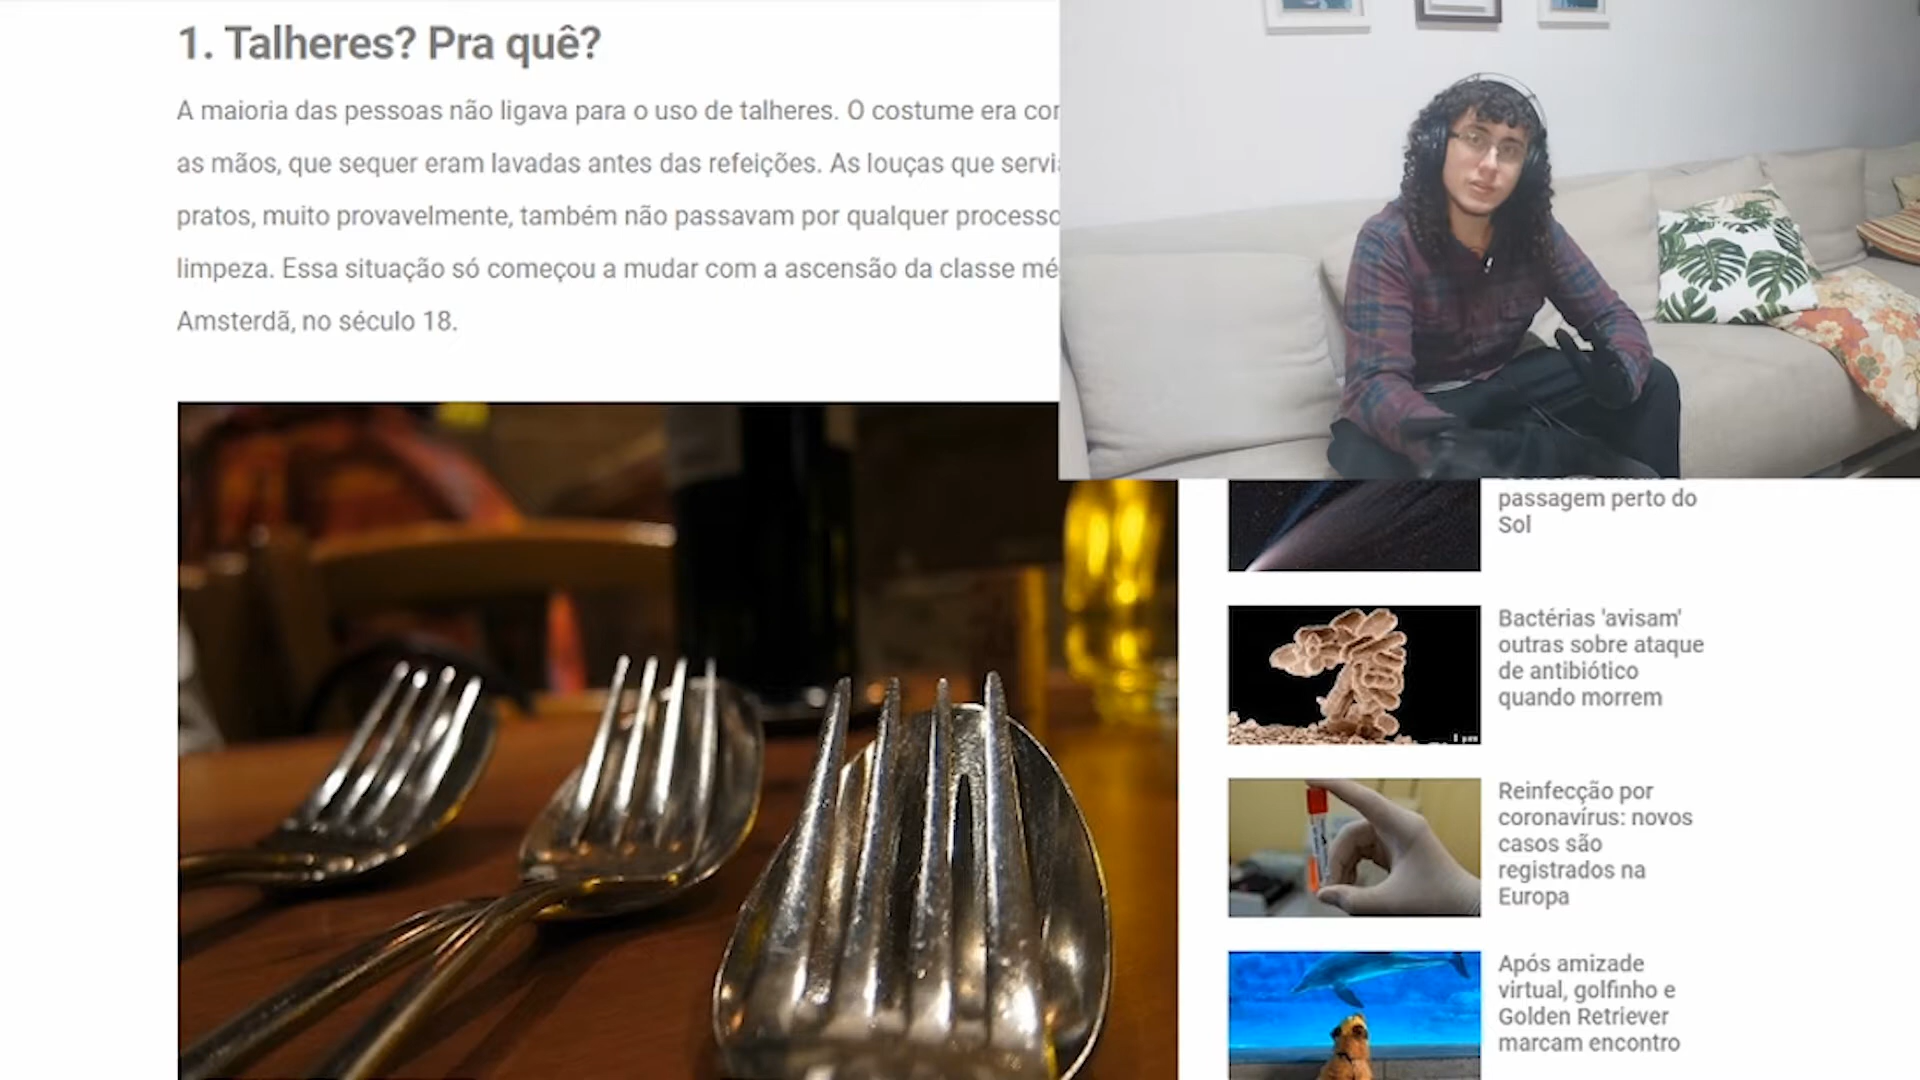 1. Talheres? Pra quê?
A maioria das pessoas não ligava para o uso de talheres. O costume era
as mãos, que sequer eram lavadas antes das refeições. As louças que
pratos, muito provavelmente, também não passavam por qualquer processo
limpeza. Essa situação só começou a mudar com a ascensão da classe
Amsterdã, no século 18.
passagem perto do
Sol
Bactérias 'avisam'
outras sobre ataque
de antibiótico
quando morrem
Reinfecção por
coronavírus: novos
casos são
registrados na
Europa
Após amizade
virtual, golfinho e
Golden Retriever
marcam encontro